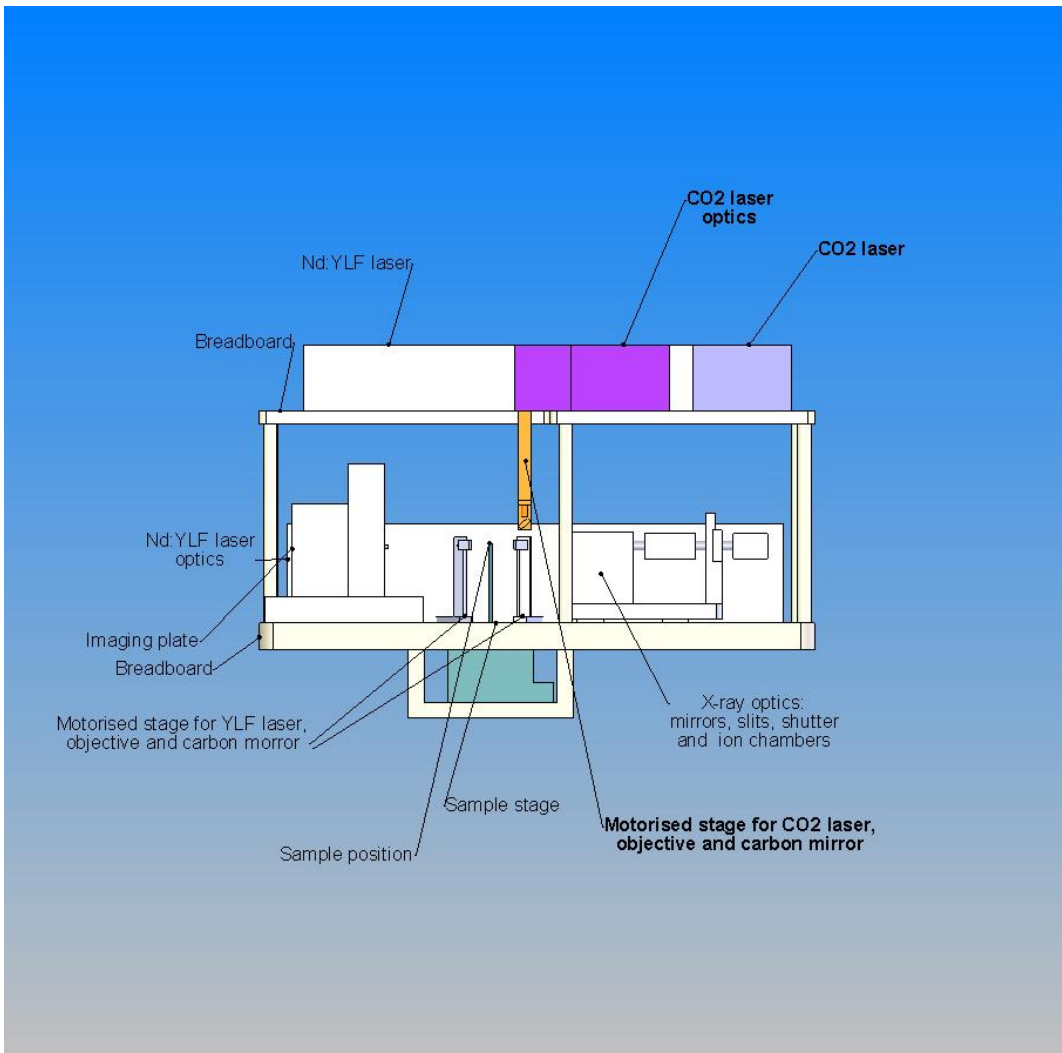 CO2 laser
optics
CO2 laser
Nd:YLF laser
Breadboard
Nd:YLF laser
optics
Imaging plate
Breadboard
Motorised stage for YLF laser,
objective and carbon morror
X-ray optics:
mirrors, slits, shutter
and ion chambers
Sample stage
Motorised stage for CO2 laser,
objective and carbon mirror
Sample position